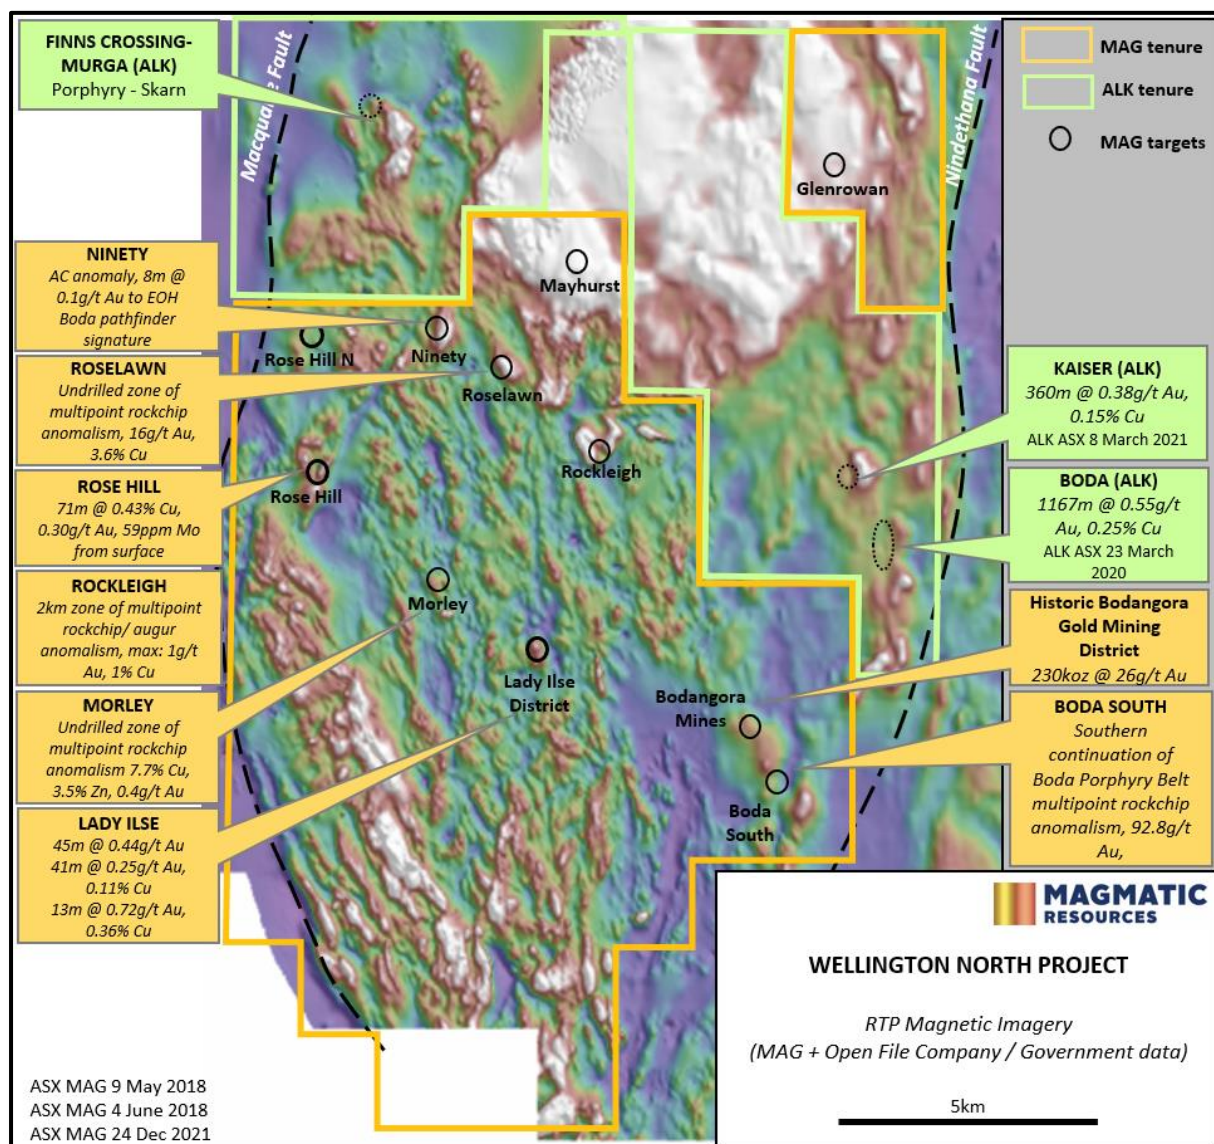 FINNS CROSSING-
MURGA (ALK)
Porphyry - Skarn
Macquarie Fault
Nindethana Fault
MAG tenure
ALK tenure
MAG targets
Glenrowan
Mayhurst
NINETY
AC anomaly, 8m @
0.1g/t Au to EOH
Boda pathfinder
signature
Rose Hill N
Ninety
Roselawn
ROSELAWN
Undrilled zone of
multipoint rockchip
anomalism, 16g/t Au,
3.6% Cu
Rockleigh
Rose Hill
ROSE HILL
71m @ 0.43% Cu,
0.30g/t Au, 59ppm Mo
from surface
KAISER (ALK)
360m @ 0.38g/t Au,
0.15% Cu
ALK ASX 8 March 2021
BODA (ALK)
1167m @ 0.55g/t
Au, 0.25% Cu
ALK ASX 23 March
2020
ROCKLEIGH
2km zone of multipoint
rockchip/ augur
anomalism, max: 1g/t
Au, 1% Cu
Morley
Lady Ilse
District
Historic Bodangora
Gold Mining
District
230koz @ 26g/t Au
MORLEY
Undrilled zone of
multipoint rockchip
anomalism 7.7% Cu,
3.5% Zn, 0.4g/t Au
Bodangora
Mines
Boda
South
BODA SOUTH
Southern
continuation of
Boda Porphyry Belt
multipoint rockchip
anomalism, 92.8g/t
Au,
LADY ILSE
45m @ 0.44g/t Au
41m @ 0.25g/t Au,
0.11% Cu
13m @ 0.72g/t Au,
0.36% Cu
MAGMATIC
RESOURCES
WELLINGTON NORTH PROJECT
RTP Magnetic Imagery
(MAG + Open File Company / Government data)
5km
ASX MAG 9 May 2018
ASX MAG 4 June 2018
ASX MAG 24 Dec 2021